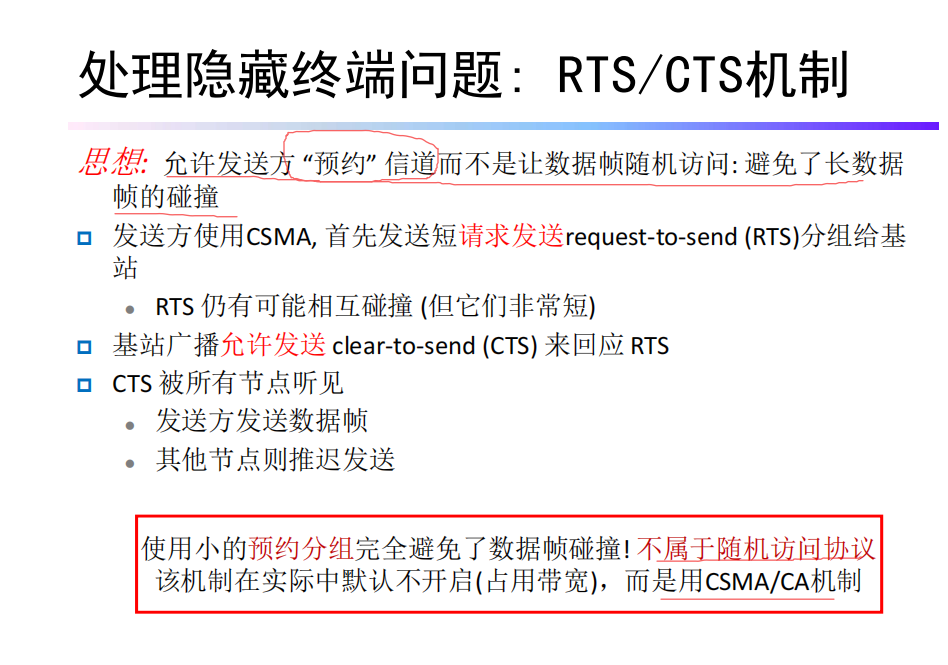 处理隐藏终端问题: RTS/CTS机制
思想: 允许发送方 “预约” 信道而不是让数据帧随机访问: 避免了长数据
帧的碰撞
发送方使用CSMA, 首先发送短请求发送request-to-send (RTS)分组给基
站
RTS 仍有可能相互碰撞 (但它们非常短)
基站广播允许发送 clear-to-send (CTS) 来回应 RTS
CTS 被所有节点听见
发送方发送数据帧
其他节点则推迟发送
使用小的预约分组完全避免了数据帧碰撞! 不属于随机访问协议
该机制在实际中默认不开启(占用带宽)，而是用CSMA/CA机制